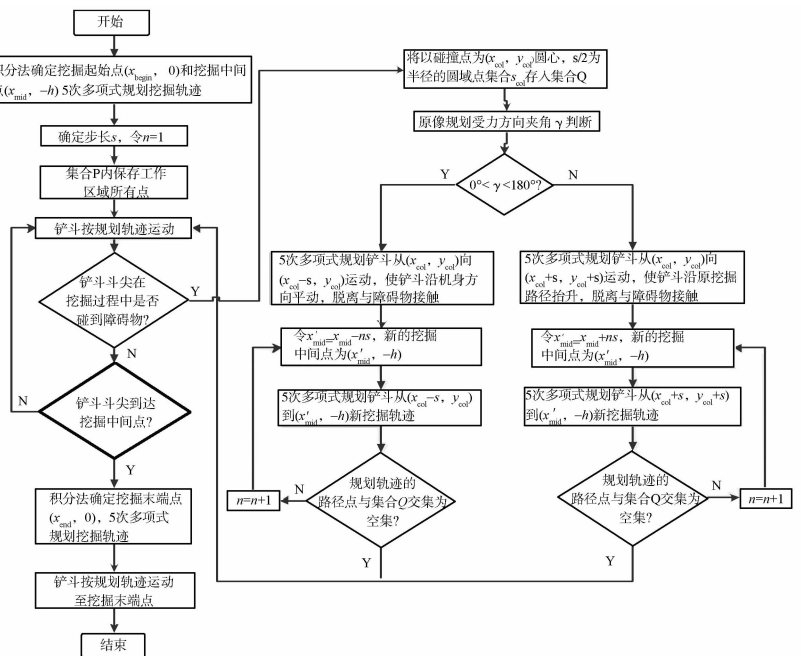 开始
积分法确定挖掘起始点(x_begin, 0)和挖掘中间
点(x_mid, -h) 5次多项式规划挖掘轨迹
确定步长s，令n=1
集合P内保存工作
区域所有点
铲斗按规划轨迹运动
铲斗斗尖在
挖掘过程中是否
碰到障碍物?
Y
N
N
铲斗斗尖到达
挖掘中间点?
Y
积分法确定挖掘末端点
(x_end, 0)，5次多项式
规划挖掘轨迹
铲斗按规划轨迹运动
至挖掘末端点
结束
将以碰撞点为(x_col, y_col)圆心，s/2为
半径的圆域点集合s_col存入集合Q
原像规划受力方向夹角γ判断
Y
0°<γ<180°?
N
5次多项式规划铲斗从(x_col, y_col)向
(x_col-s, y_col)运动，使铲斗沿机身方
向平动，脱离与障碍物接触
令x′_mid=x_mid-ns，新的挖掘
中间点为(x′_mid, -h)
5次多项式规划铲斗从(x_col-s, y_col)
到(x′_mid, -h)新挖掘轨迹
规划轨迹的
路径点与集合Q交集为
空集?
N
n=n+1
Y
5次多项式规划铲斗从(x_col, y_col)向
(x_col+s, y_col+s)运动，使铲斗沿原挖掘
路径抬升，脱离与障碍物接触
令x′_mid=x_mid+ns，新的挖掘
中间点为(x′_mid, -h)
5次多项式规划铲斗从(x_col+s, y_col+s)
到(x′_mid, -h)新挖掘轨迹
规划轨迹的
路径点与集合Q交集为
空集?
N
n=n+1
Y